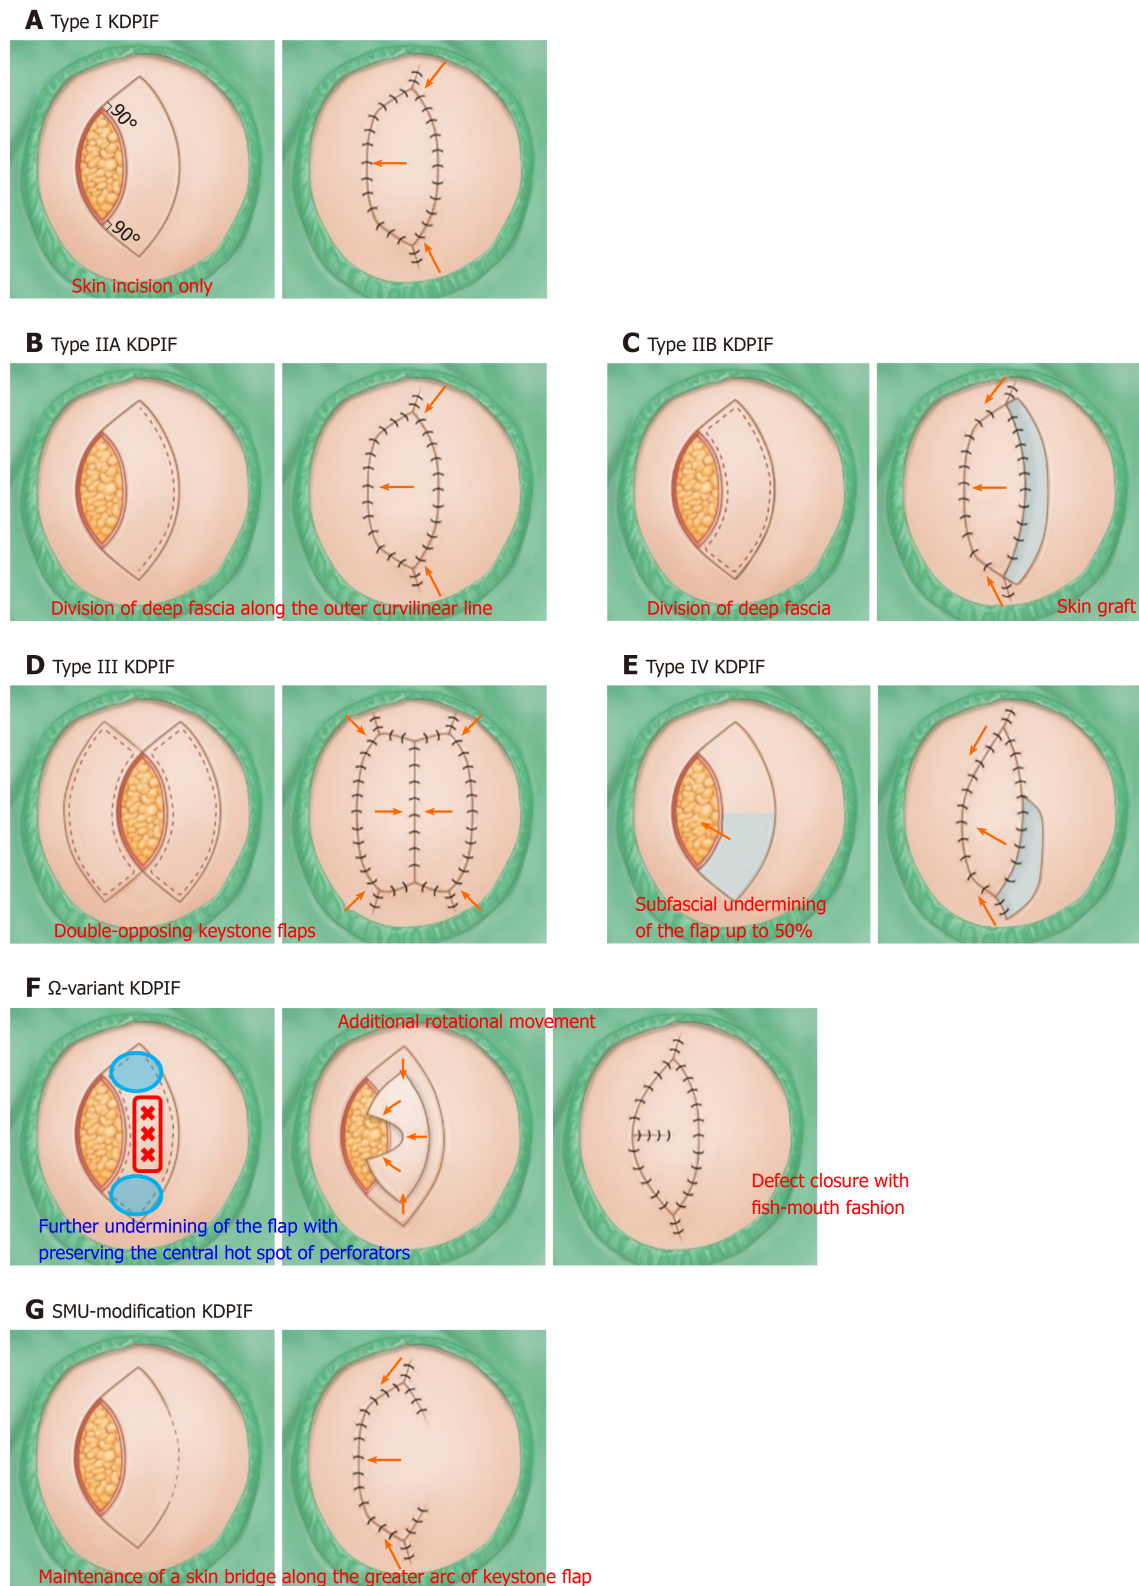 A Type I KDPIF
90°
90°
Skin incision only
B Type IIA KDPIF
Division of deep fascia along the outer curvilinear line
C Type IIB KDPIF
Division of deep fascia
Skin graft
D Type III KDPIF
Double-opposing keystone flaps
E Type IV KDPIF
Subfascial undermining
of the flap up to 50%
F Ω-variant KDPIF
Further undermining of the flap with
preserving the central hot spot of perforators
Additional rotational movement
Defect closure with
fish-mouth fashion
G SMU-modification KDPIF
Maintenance of a skin bridge along the greater arc of keystone flap